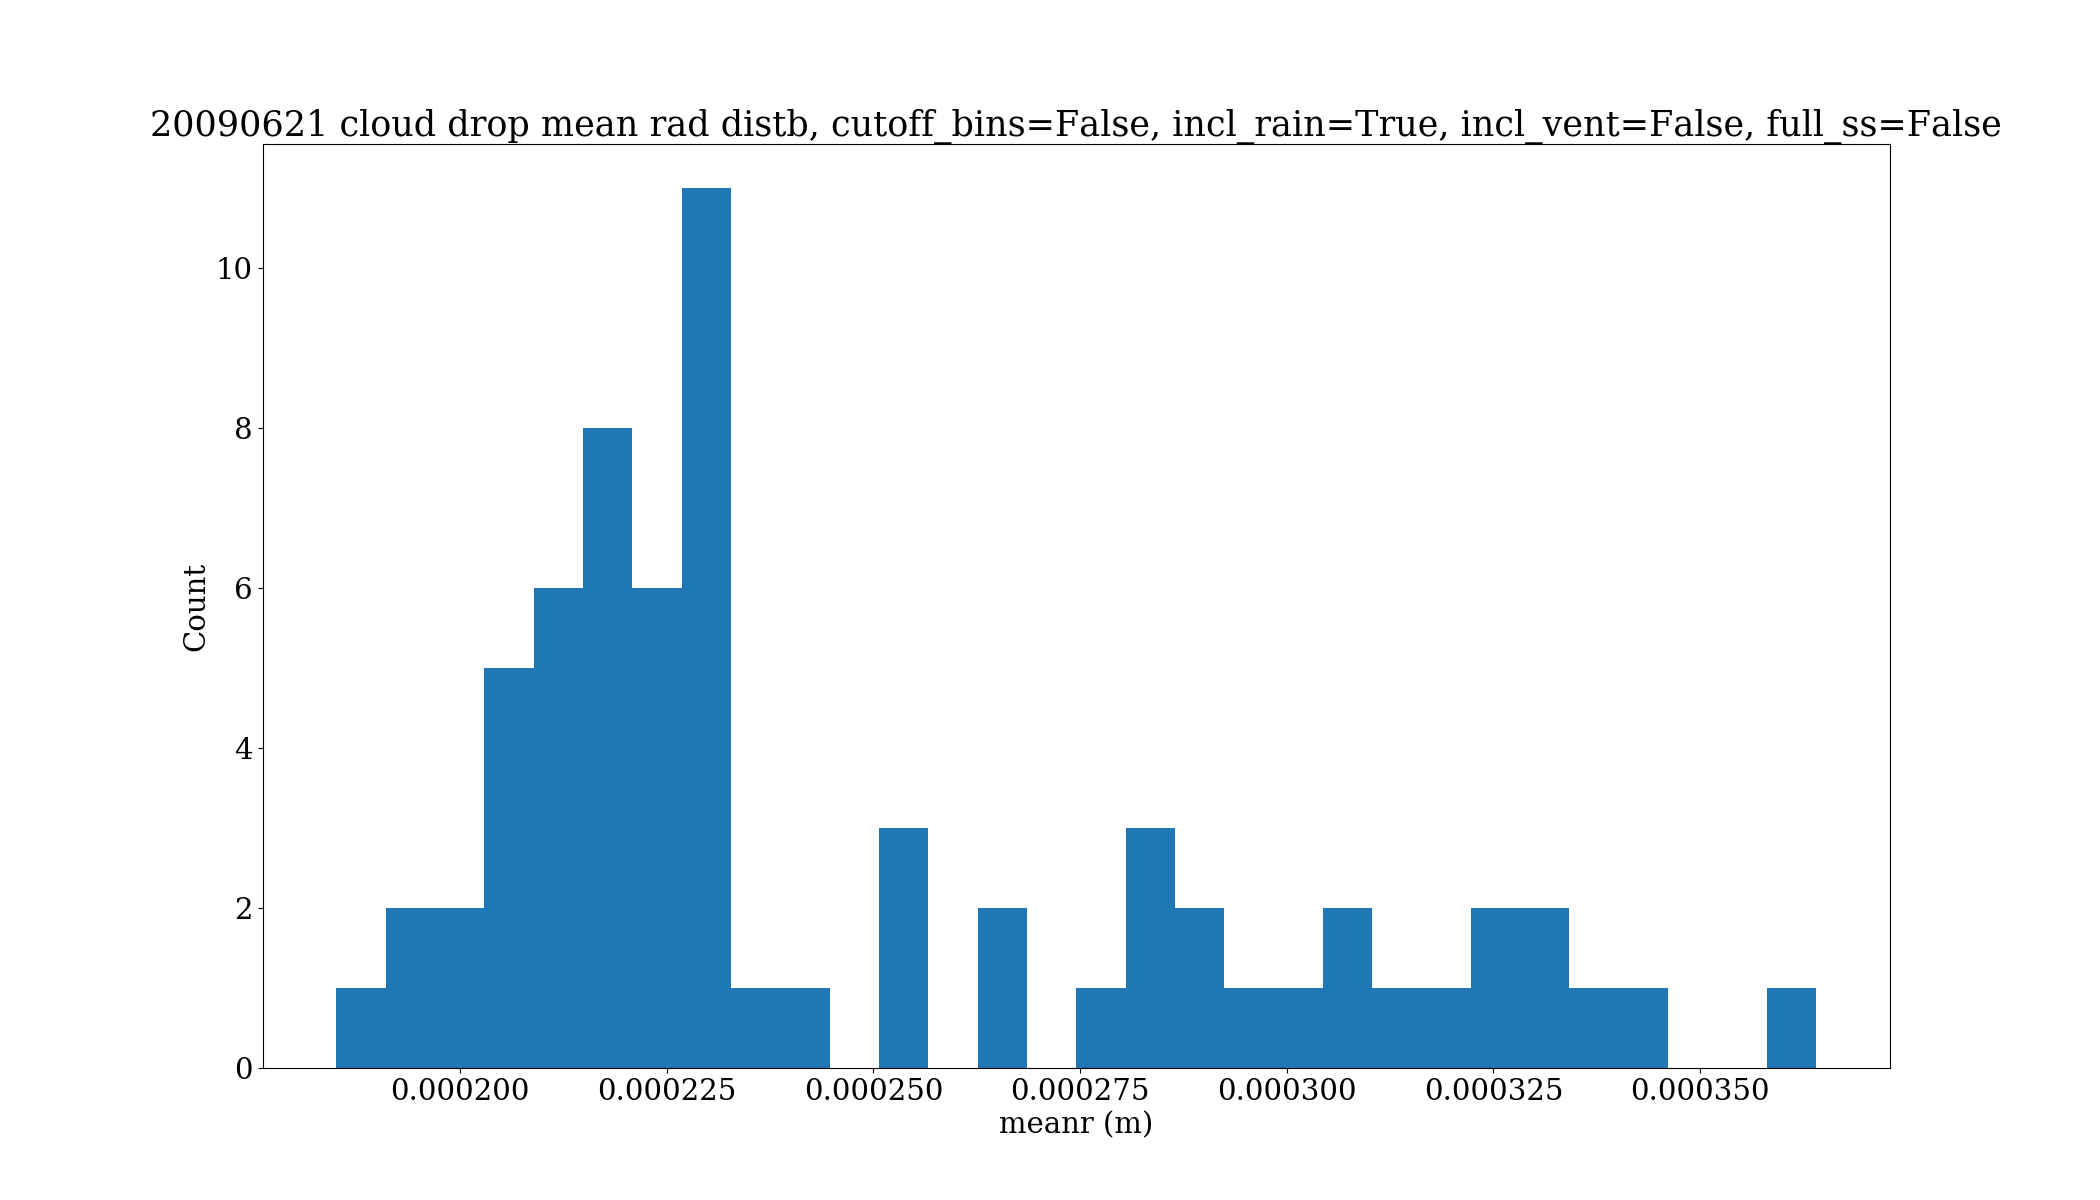 20090621 cloud drop mean rad distb, cutoff_bins=False, incl_rain=True, incl_vent=False, full_ss=False
10
8
6
4
2
0
Count
0.000200 0.000225 0.000250 0.000275 0.000300 0.000325 0.000350
meanr (m)